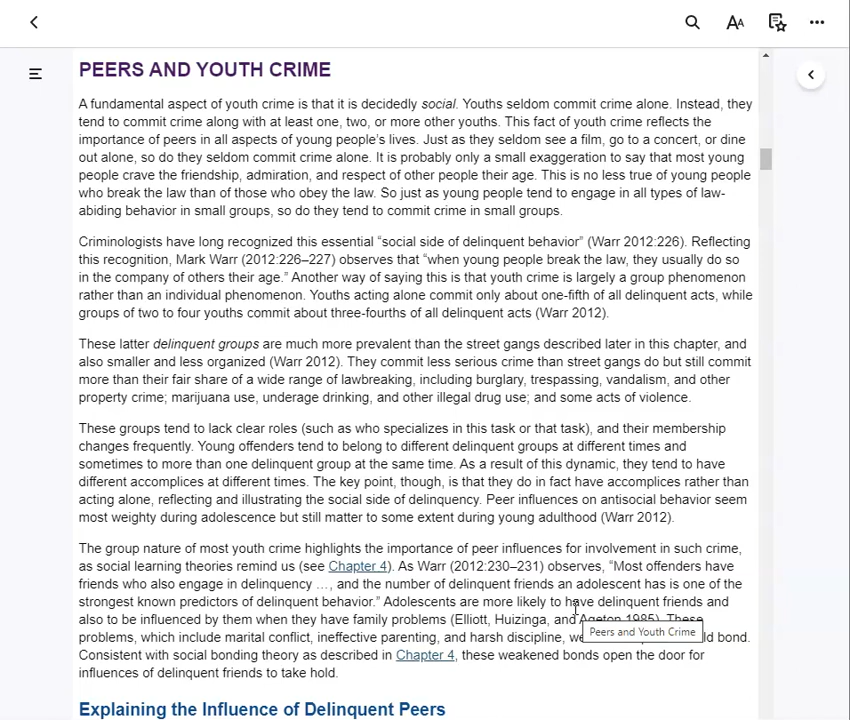 PEERS AND YOUTH CRIME
A fundamental aspect of youth crime is that it is decidedly social. Youths seldom commit crime alone. Instead, they
tend to commit crime along with at least one, two, or more other youths. This fact of youth crime reflects the
importance of peers in all aspects of young people's lives. Just as they seldom see a film, go to a concert, or dine
out alone, so do they seldom commit crime alone. It is probably only a small exaggeration to say that most young
people crave the friendship, admiration, and respect of other people their age. This is no less true of young people
who break the law than of those who obey the law. So just as young people tend to engage in all types of law-
abiding behavior in small groups, so do they tend to commit crime in small groups.
Criminologists have long recognized this essential “social side of delinquent behavior” (Warr 2012:226). Reflecting
this recognition, Mark Warr (2012:226–227) observes that “when young people break the law, they usually do so
in the company of others their age.” Another way of saying this is that youth crime is largely a group phenomenon
rather than an individual phenomenon. Youths acting alone commit only about one-fifth of all delinquent acts, while
groups of two to four youths commit about three-fourths of all delinquent acts (Warr 2012).
These latter delinquent groups are much more prevalent than the street gangs described later in this chapter, and
also smaller and less organized (Warr 2012). They commit less serious crime than street gangs do but still commit
more than their fair share of a wide range of lawbreaking, including burglary, trespassing, vandalism, and other
property crime; marijuana use, underage drinking, and other illegal drug use; and some acts of violence.
These groups tend to lack clear roles (such as who specializes in this task or that task), and their membership
changes frequently. Young offenders tend to belong to different delinquent groups at different times and
sometimes to more than one delinquent group at the same time. As a result of this dynamic, they tend to have
different accomplices at different times. The key point, though, is that they do in fact have accomplices rather than
acting alone, reflecting and illustrating the social side of delinquency. Peer influences on antisocial behavior seem
most weighty during adolescence but still matter to some extent during young adulthood (Warr 2012).
The group nature of most youth crime highlights the importance of peer influences for involvement in such crime,
as social learning theories remind us (see Chapter 4). As Warr (2012:230–231) observes, “Most offenders have
friends who also engage in delinquency …, and the number of delinquent friends an adolescent has is one of the
strongest known predictors of delinquent behavior.” Adolescents are more likely to have delinquent friends and
also to be influenced by them when they have family problems (Elliott, Huizinga, and Ageton 1985). These
problems, which include marital conflict, ineffective parenting, and harsh discipline, bond.
Peers and Youth Crime
Consistent with social bonding theory as described in Chapter 4, these weakened bonds open the door for
influences of delinquent friends to take hold.
Explaining the Influence of Delinquent Peers